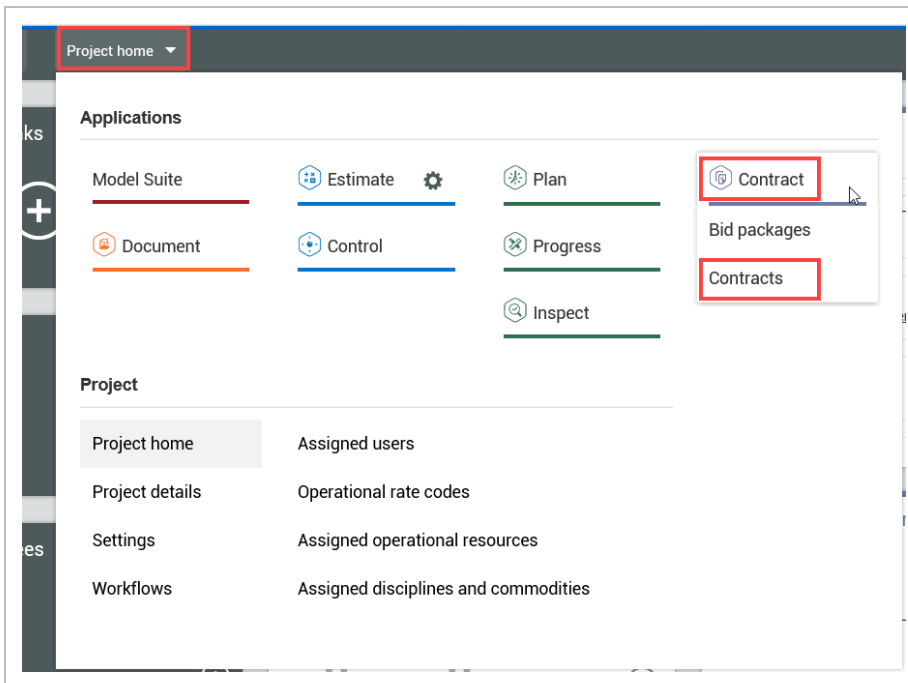 Project home
Applications
Model Suite
Estimate
Plan
Contract
Document
Control
Progress
Bid packages
Inspect
Contracts
Project
Project home
Assigned users
Project details
Operational rate codes
Settings
Assigned operational resources
Workflows
Assigned disciplines and commodities
ks
ees